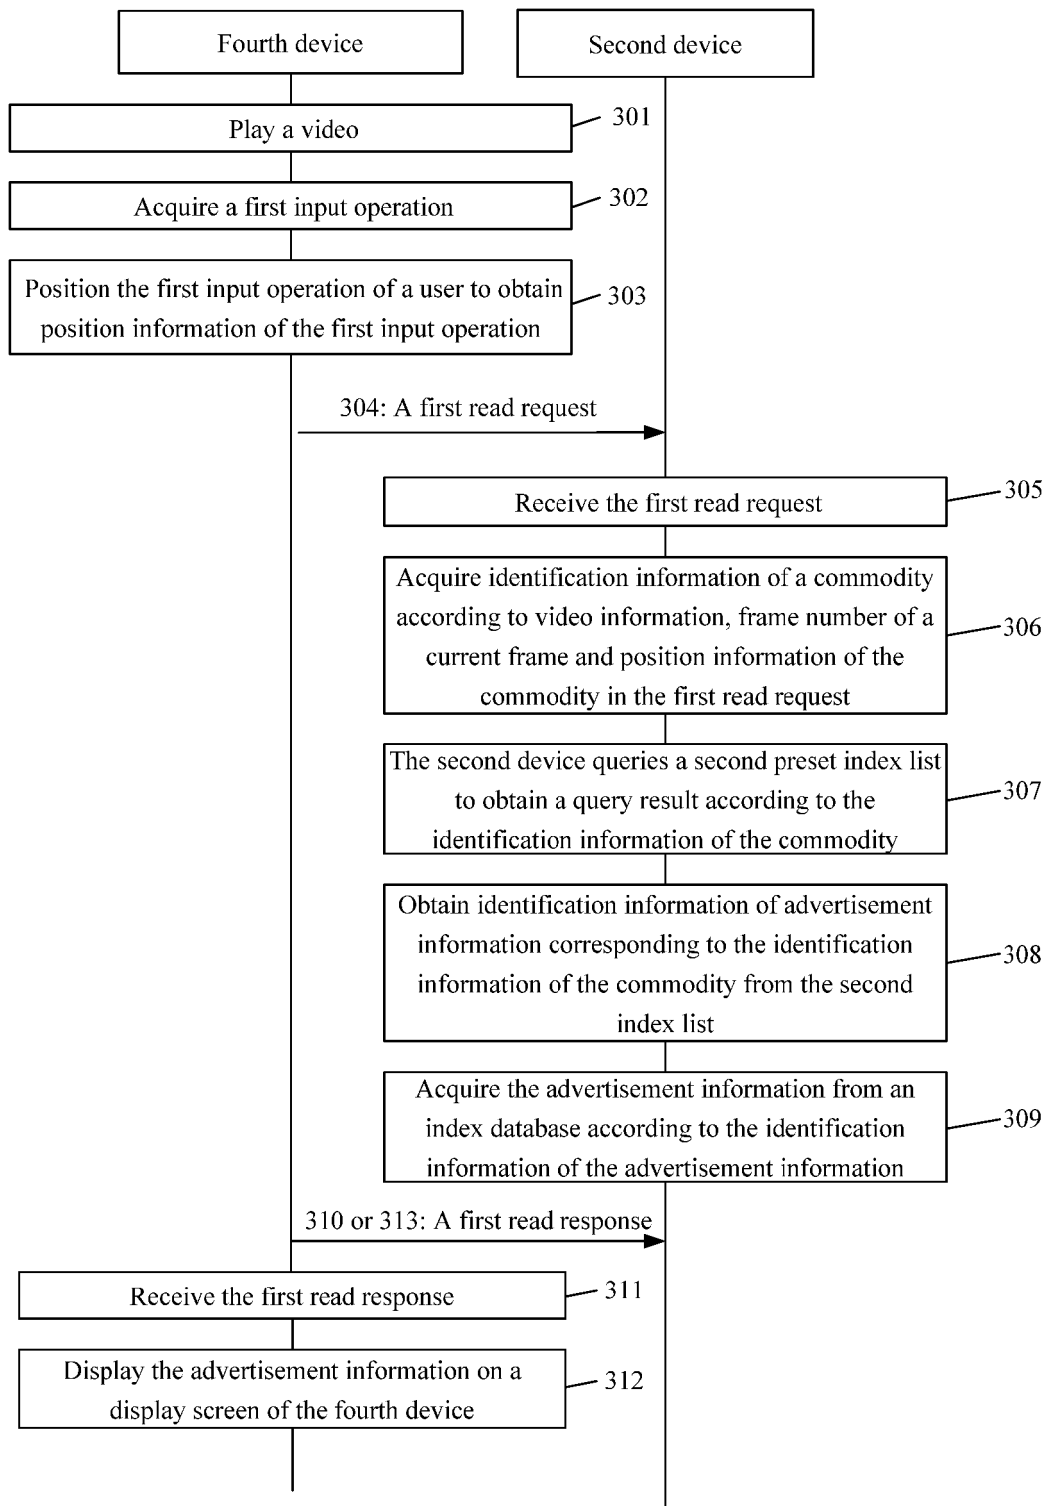 Fourth device
Second device
Play a video
301
Acquire a first input operation
302
Position the first input operation of a user to obtain
position information of the first input operation
303
304: A first read request
Receive the first read request
305
Acquire identification information of a commodity
according to video information, frame number of a
current frame and position information of the
commodity in the first read request
306
The second device queries a second preset index list
to obtain a query result according to the
identification information of the commodity
307
Obtain identification information of advertisement
information corresponding to the identification
information of the commodity from the second
index list
308
Acquire the advertisement information from an
index database according to the identification
information of the advertisement information
309
310 or 313: A first read response
Receive the first read response
311
Display the advertisement information on a
display screen of the fourth device
312